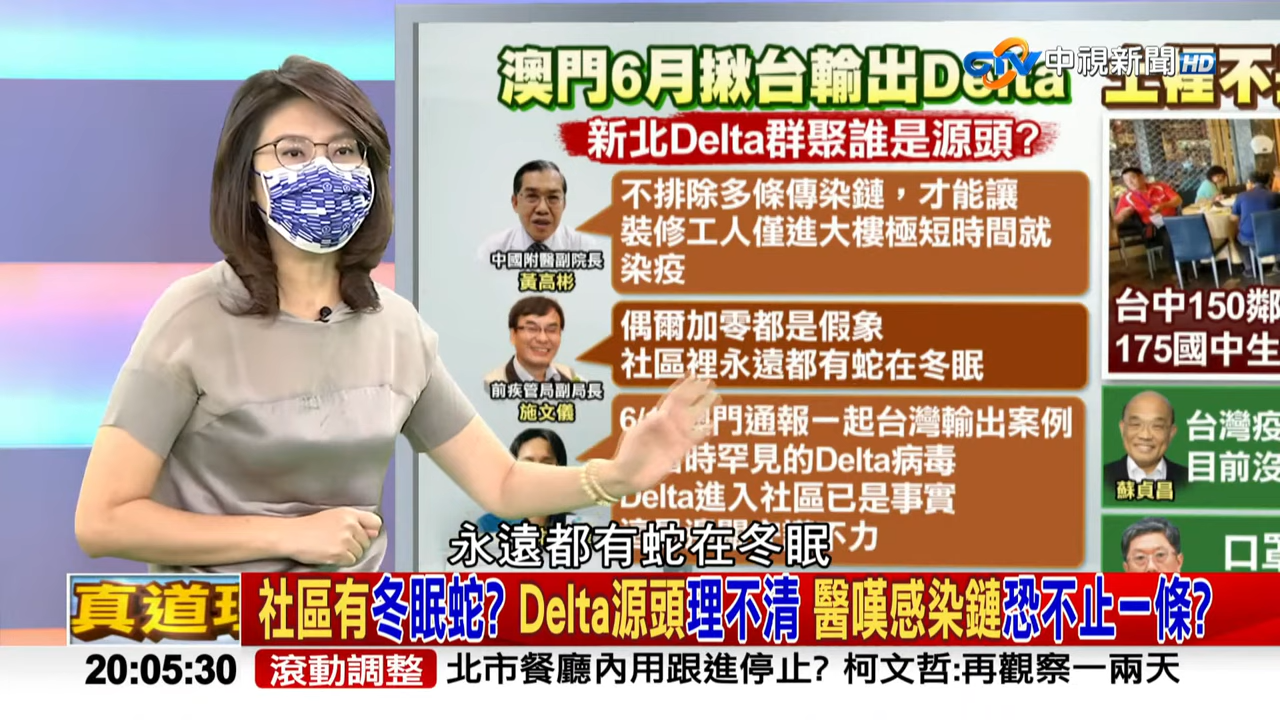 CTV中視新聞HD
澳門6月揪台輸出Delta
新北Delta群聚誰是源頭?
不排除多條傳染鏈，才能讓
裝修工人僅進大樓極短時間就
染疫
中國附醫副院長
黃高彬
偶爾加零都是假象
社區裡永遠都有蛇在冬眠
前疾管局副局長
施文儀
門通報一起台灣輸出案例
時罕見的Delta病毒
Delta進入社區已是事實
不力
台中150鄰
175國中生
台灣疫
目前沒
蘇貞昌
口罩
永遠都有蛇在冬眠
真道理
社區有冬眠蛇? Delta源頭理不清 醫嘆感染鏈恐不止一條?
20:05:30 滾動調整 北市餐廳內用跟進停止? 柯文哲:再觀察一兩天